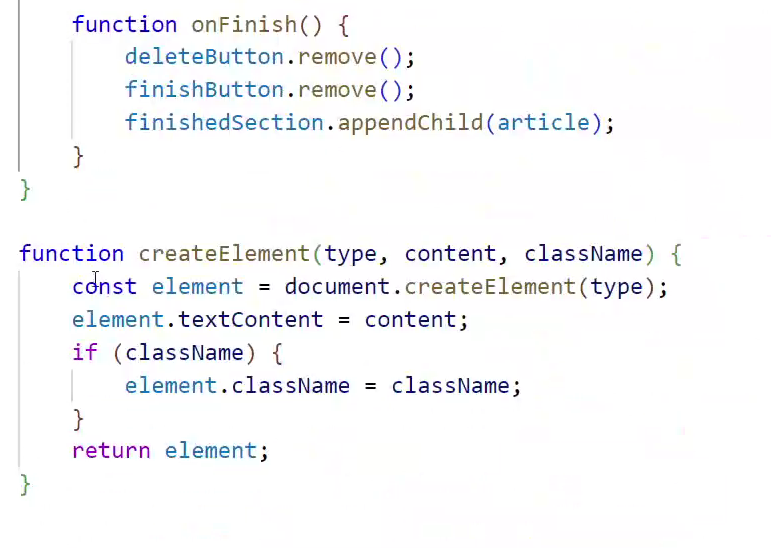 function onFinish() {
deleteButton.remove();
finishButton.remove();
finishedSection.appendChild(article);
}
}
function createElement(type, content, className) {
const element = document.createElement(type);
element.textContent = content;
if (className) {
element.className = className;
}
return element;
}